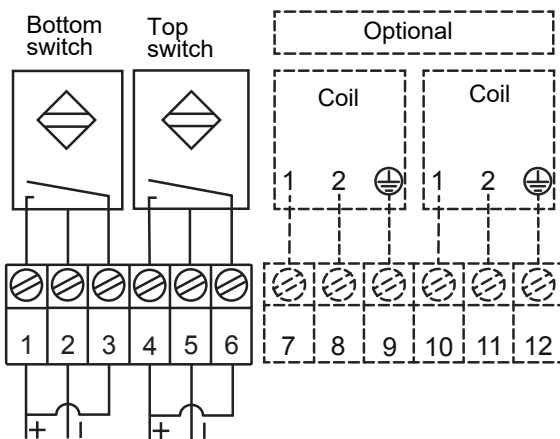 Bottom
switch
Top
switch
Optional
Coil
Coil
1 2
1 2
1 2 3 4 5 6 7 8 9 10 11 12
+ − + −